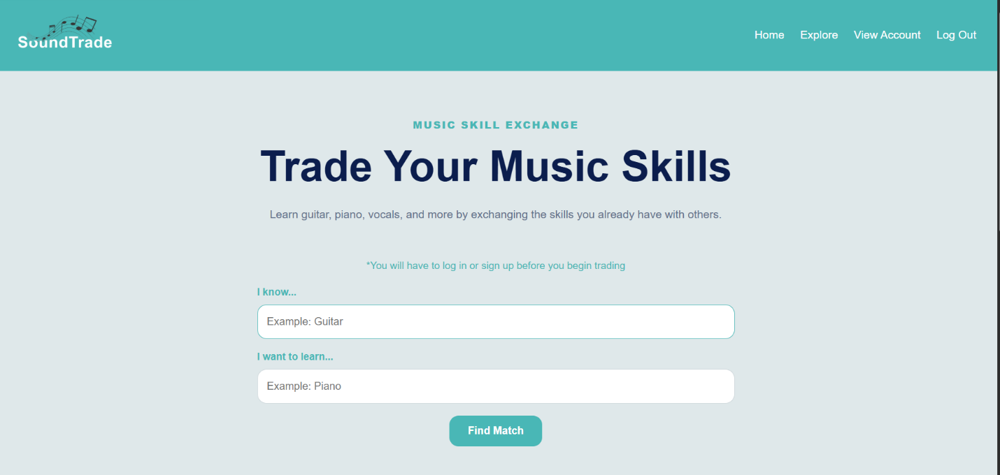 SoundTrade
Home Explore View Account Log Out
MUSIC SKILL EXCHANGE
Trade Your Music Skills
Learn guitar, piano, vocals, and more by exchanging the skills you already have with others.
*You will have to log in or sign up before you begin trading
I know...
Example: Guitar
I want to learn...
Example: Piano
Find Match